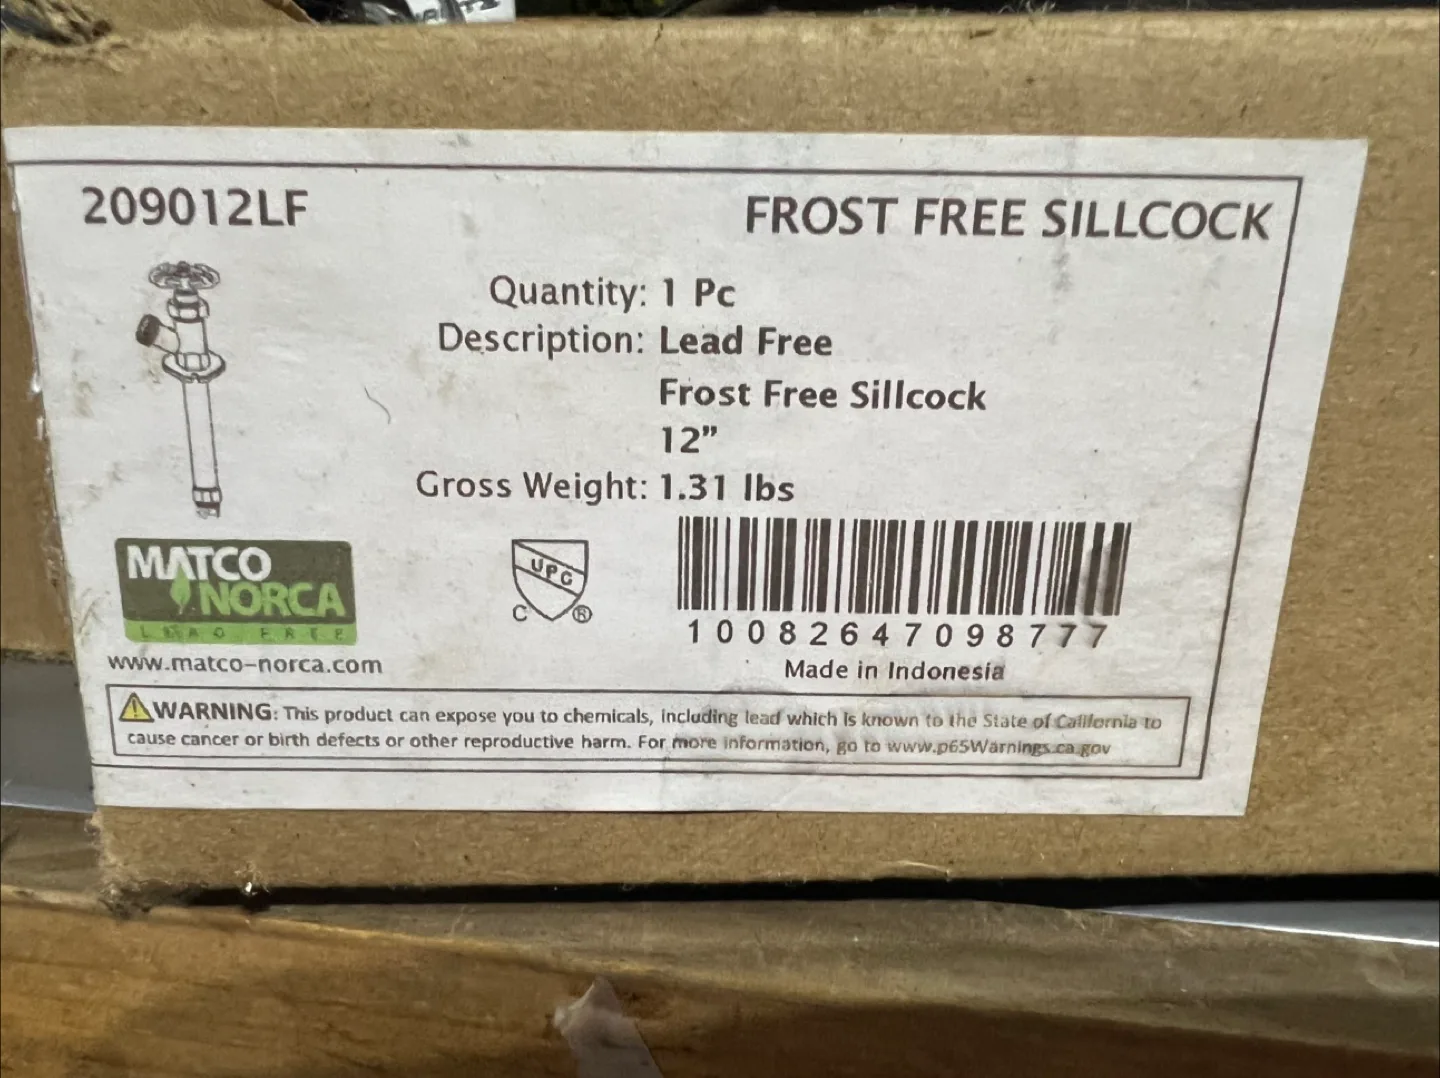 209012LF
FROST FREE SILLCOCK
Quantity: 1 Pc
Description: Lead Free
Frost Free Sillcock
12”
Gross Weight: 1.31 lbs
MATCO
NORCA
LEAD FREE
www.matco-norca.com
UPC
C ®
10082647098777
Made in Indonesia
⚠WARNING: This product can expose you to chemicals, including lead which is known to the State of California to
cause cancer or birth defects or other reproductive harm. For more information, go to www.p65Warnings.ca.gov